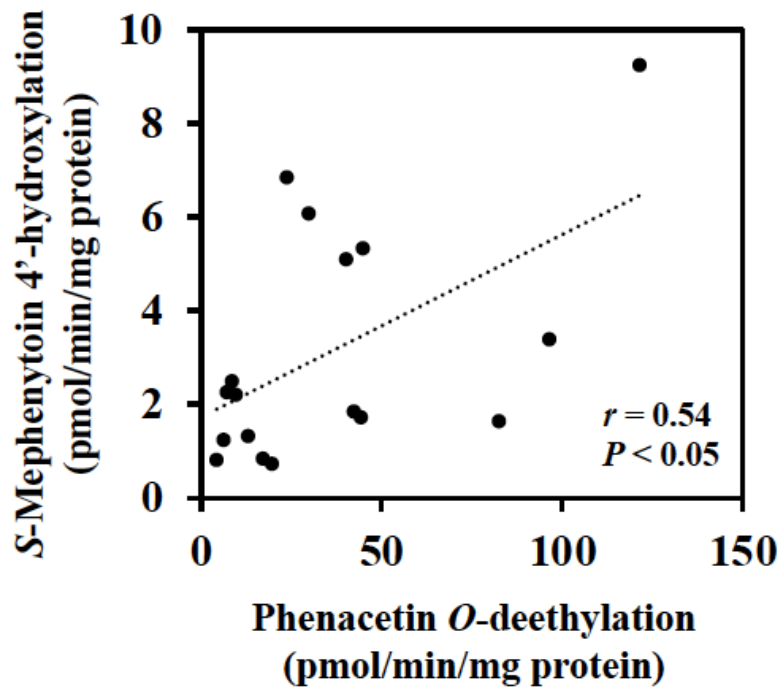 S-Mephenytoin 4’-hydroxylation
(pmol/min/mg protein)
10
8
6
4
2
0
r = 0.54
P < 0.05
0 50 100 150
Phenacetin O-deethylation
(pmol/min/mg protein)